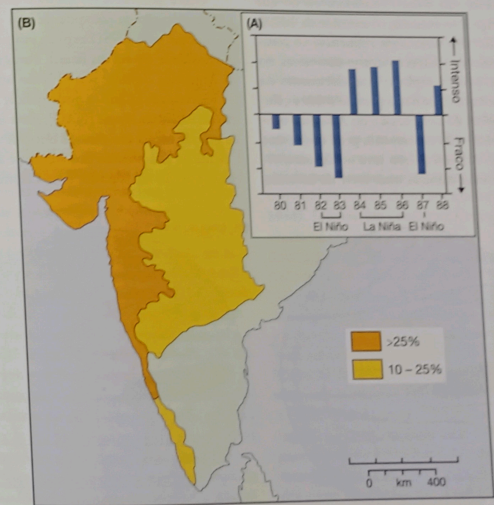 (B)
(A)
← Fraco Intenso →
80 81 82 83 84 85 86 87 88
El Niño La Niña El Niño
>25%
10 – 25%
0 km 400